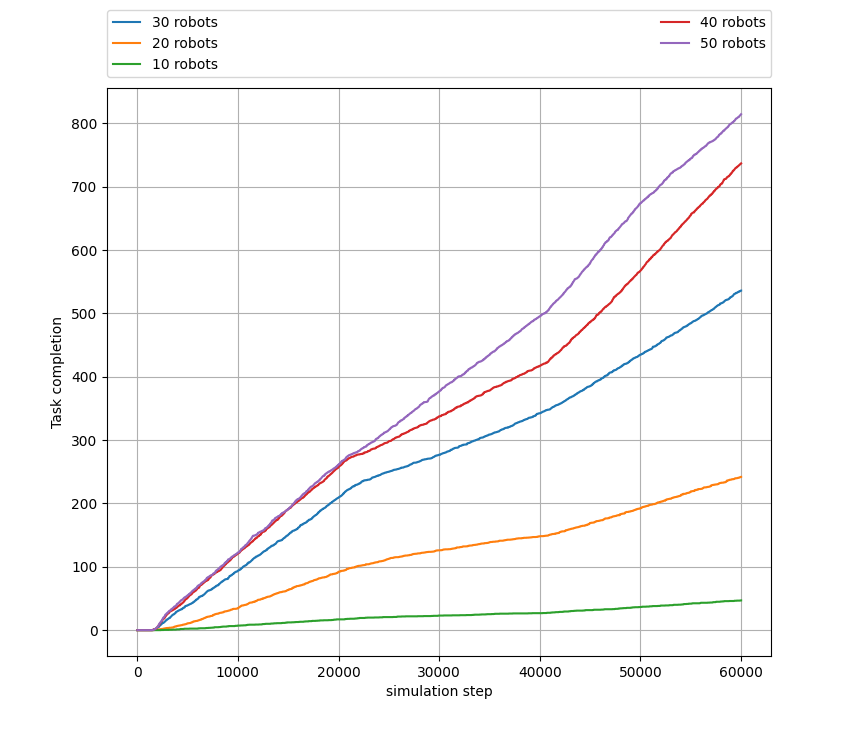 30 robots
20 robots
10 robots
40 robots
50 robots
800
700
600
500
400
300
200
100
0
Task completion
0 10000 20000 30000 40000 50000 60000
simulation step